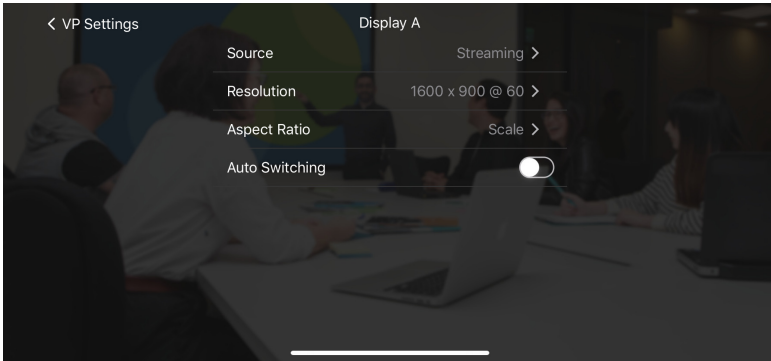 VP Settings
Display A
Source Streaming
Resolution 1600 x 900 @ 60
Aspect Ratio Scale
Auto Switching